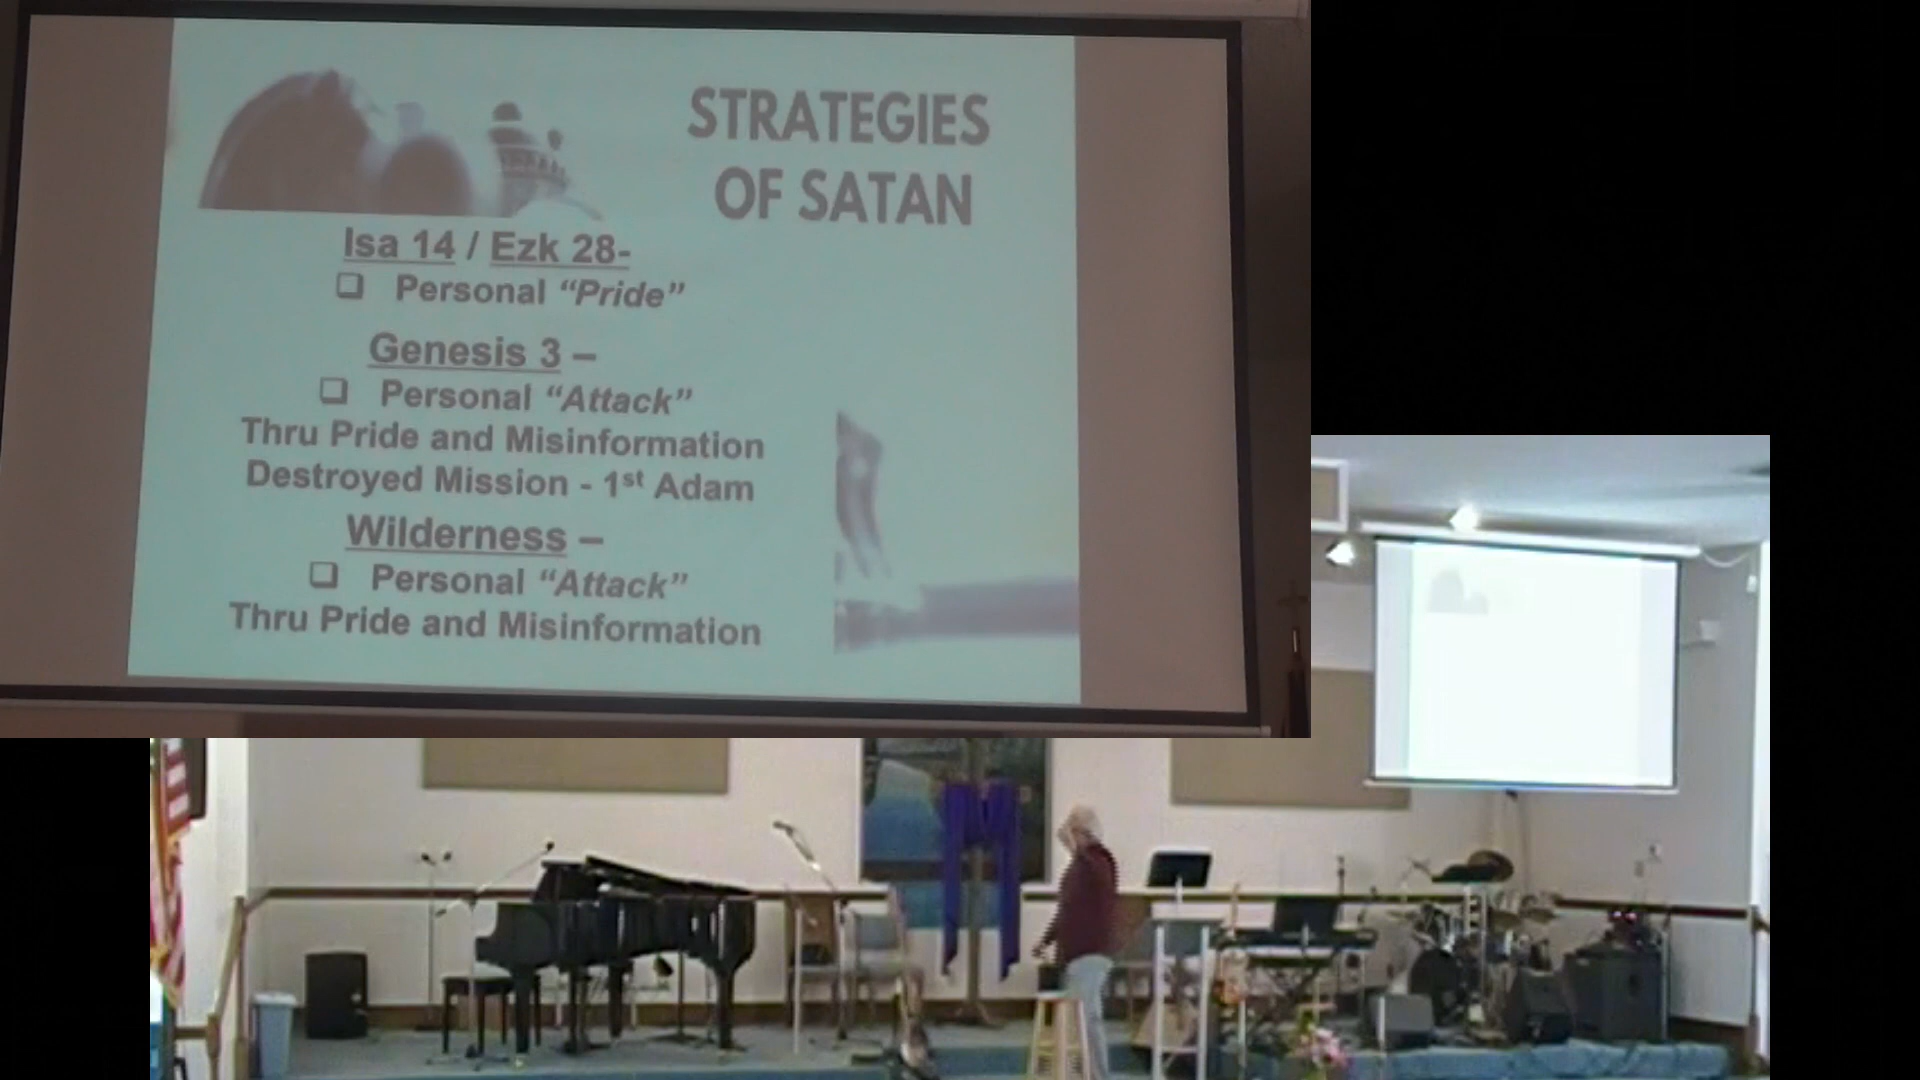 STRATEGIES
OF SATAN
Isa 14 / Ezk 28-
❑ Personal “Pride”
Genesis 3 –
❑ Personal “Attack”
Thru Pride and Misinformation
Destroyed Mission - 1st Adam
Wilderness –
❑ Personal “Attack”
Thru Pride and Misinformation